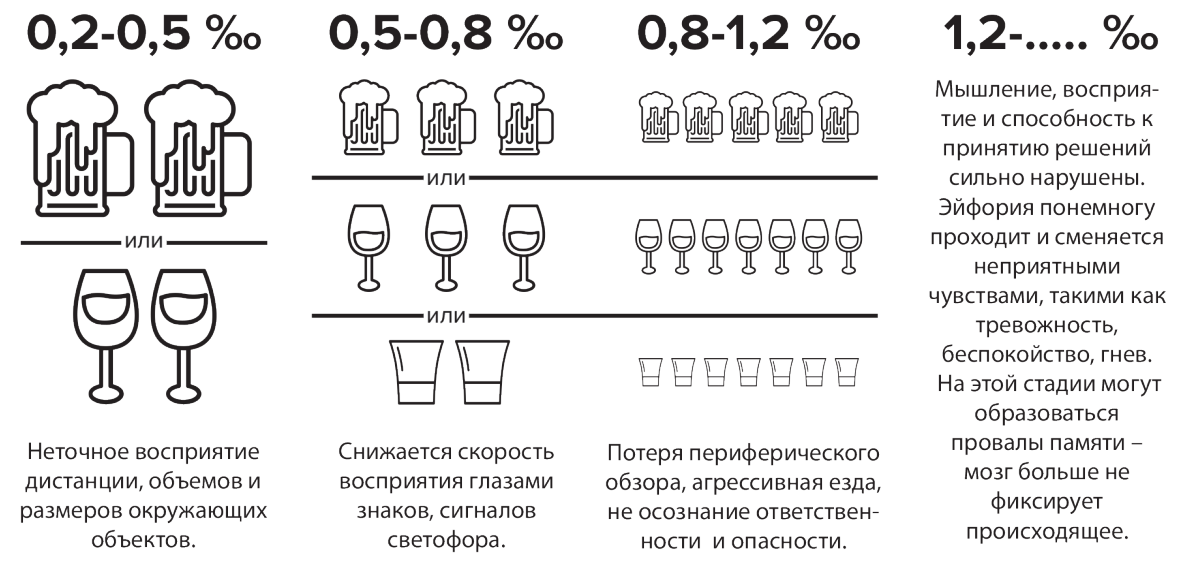 0,2-0,5 ‰
или
Неточное восприятие
дистанции, объемов и
размеров окружающих
объектов.
0,5-0,8 ‰
или
или
Снижается скорость
восприятия глазами
знаков, сигналов
светофора.
0,8-1,2 ‰
Потеря периферического
обзора, агрессивная езда,
не осознание ответствен-
ности и опасности.
1,2-..... ‰
Мышление, восприя-
тие и способность к
принятию решений
сильно нарушены.
Эйфория понемногу
проходит и сменяется
неприятными
чувствами, такими как
тревожность,
беспокойство, гнев.
На этой стадии могут
образоваться
провалы памяти –
мозг больше не
фиксирует
происходящее.